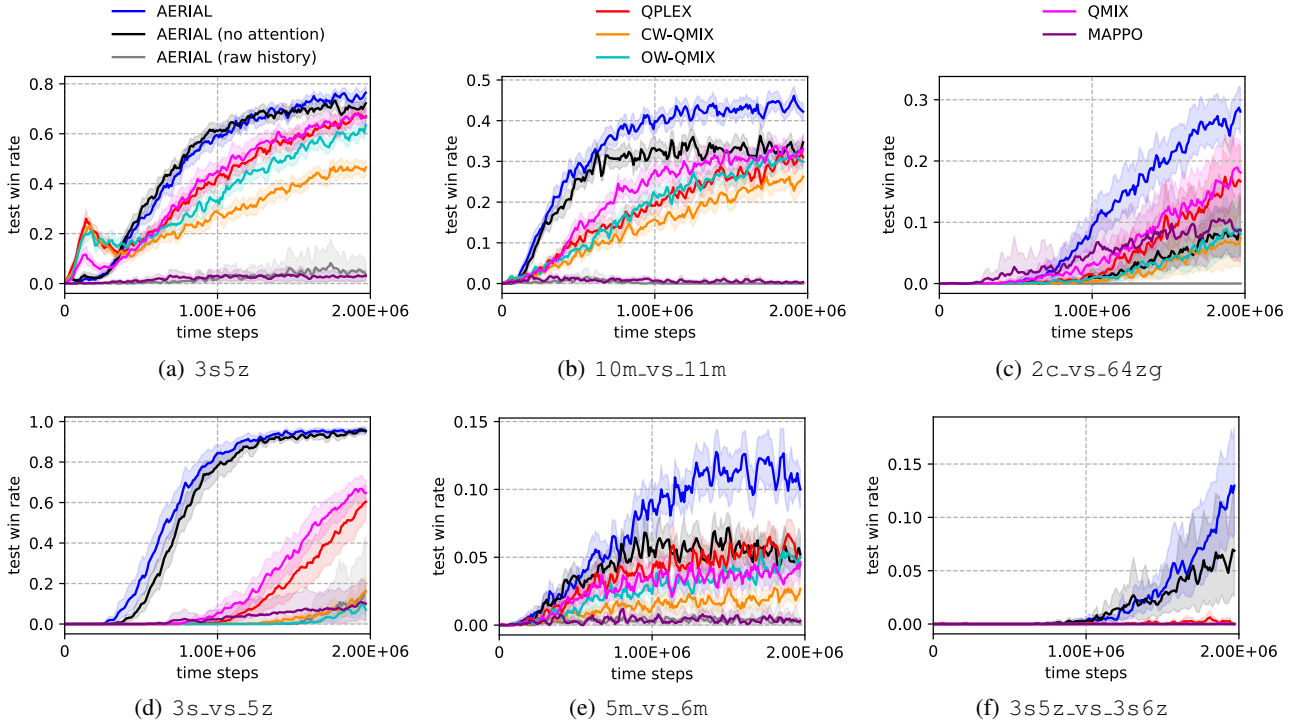 AERIAL
AERIAL (no attention)
AERIAL (raw history)
QPLEX
CW-QMIX
OW-QMIX
QMIX
MAPPO
0.8
0.6
0.4
0.2
0.0
test win rate
0
1.00E+06
2.00E+06
time steps
(a) 3s5z
0.5
0.4
0.3
0.2
0.1
0.0
test win rate
0
1.00E+06
2.00E+06
time steps
(b) 10m_vs_11m
0.3
0.2
0.1
0.0
test win rate
0
1.00E+06
2.00E+06
time steps
(c) 2c_vs_64zg
1.0
0.8
0.6
0.4
0.2
0.0
test win rate
0
1.00E+06
2.00E+06
time steps
(d) 3s_vs_5z
0.15
0.10
0.05
0.00
test win rate
0
1.00E+06
2.00E+06
time steps
(e) 5m_vs_6m
0.15
0.10
0.05
0.00
test win rate
0
1.00E+06
2.00E+06
time steps
(f) 3s5z_vs_3s6z